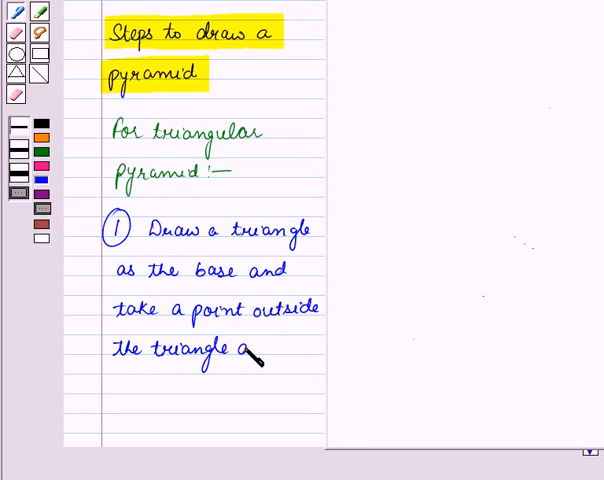 Steps to draw a
pyramid
For triangular
pyramid :-
① Draw a triangle
as the base and
take a point outside
the triangle a